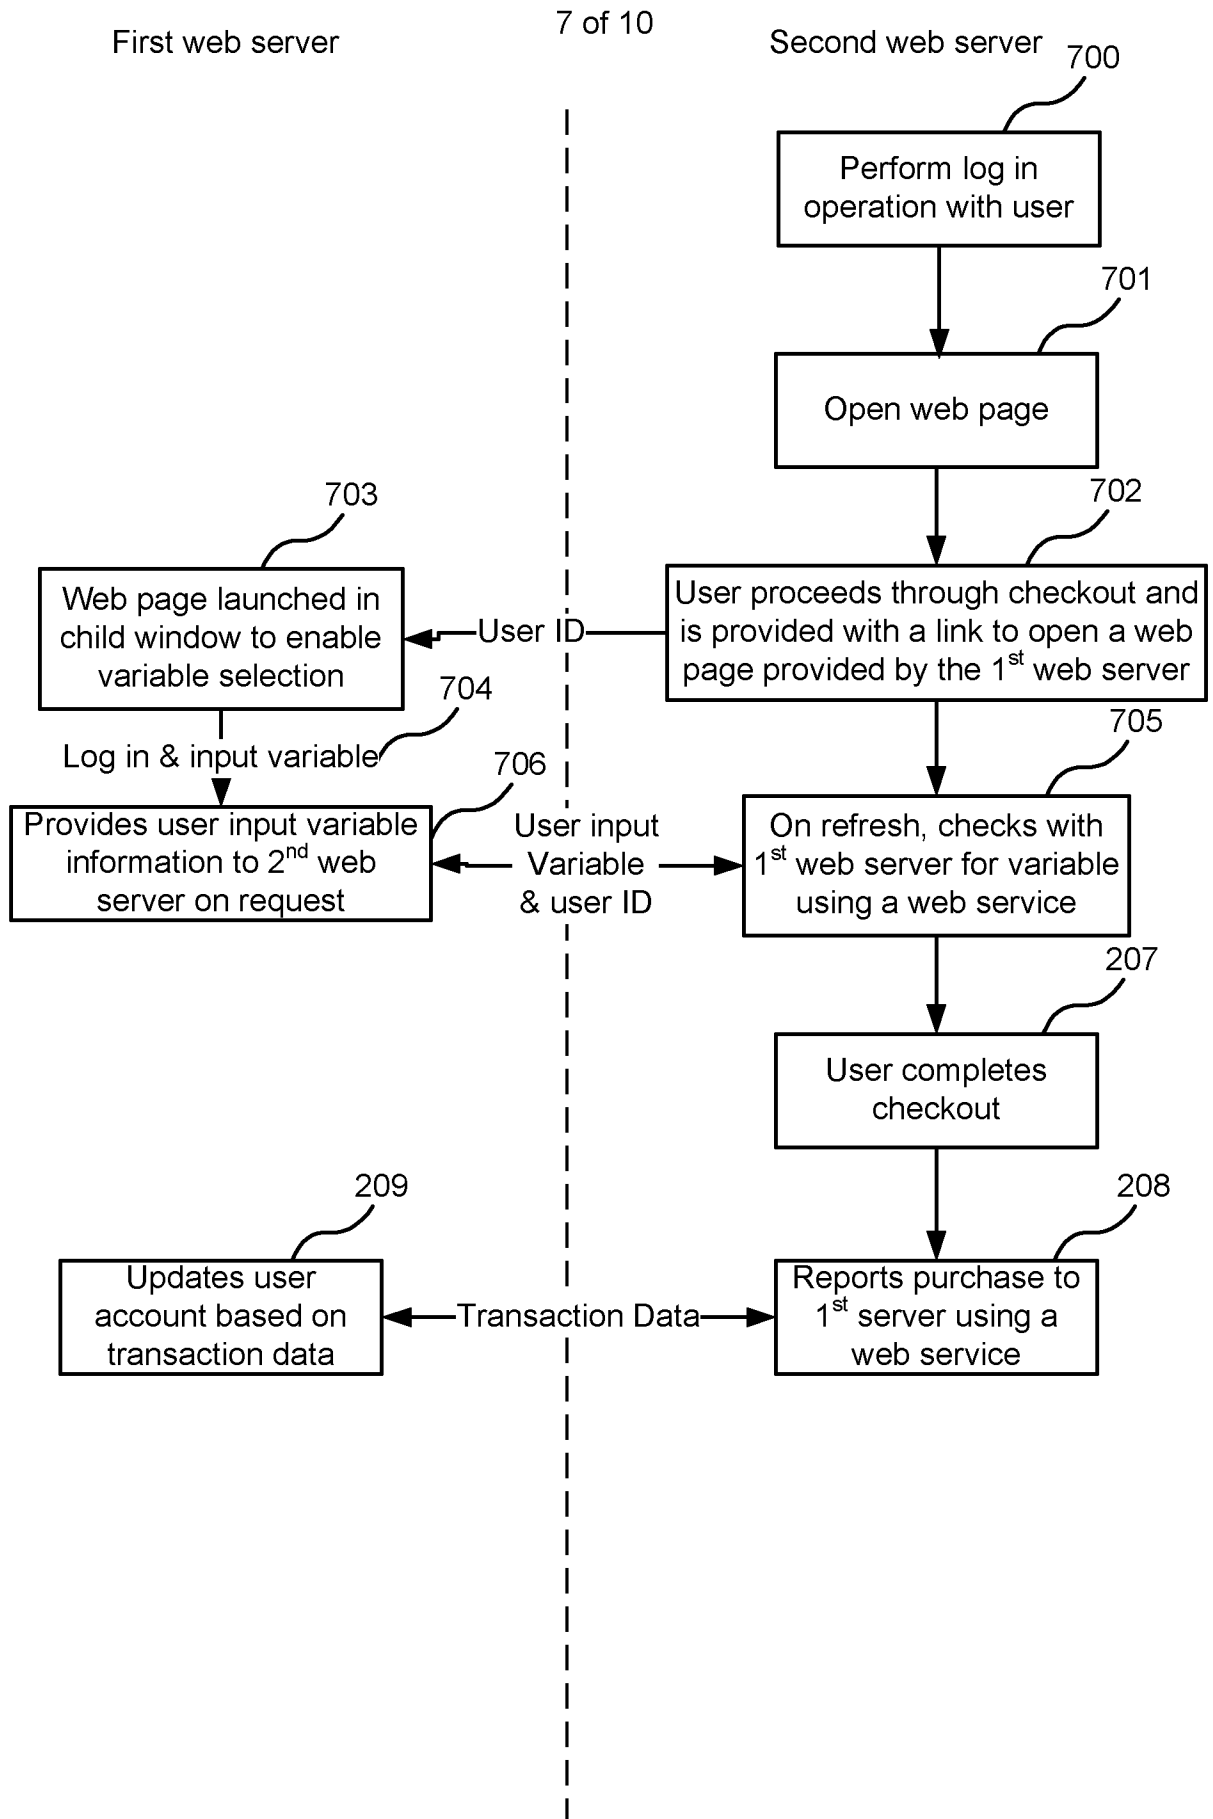 7 of 10
First web server
Second web server
700
Perform log in
operation with user
701
Open web page
702
User proceeds through checkout and
is provided with a link to open a web
page provided by the 1st web server
703
Web page launched in
child window to enable
variable selection
User ID
704
Log in & input variable
705
On refresh, checks with
1st web server for variable
using a web service
706
Provides user input variable
information to 2nd web
server on request
User input
Variable
& user ID
207
User completes
checkout
208
Reports purchase to
1st server using a
web service
209
Updates user
account based on
transaction data
Transaction Data